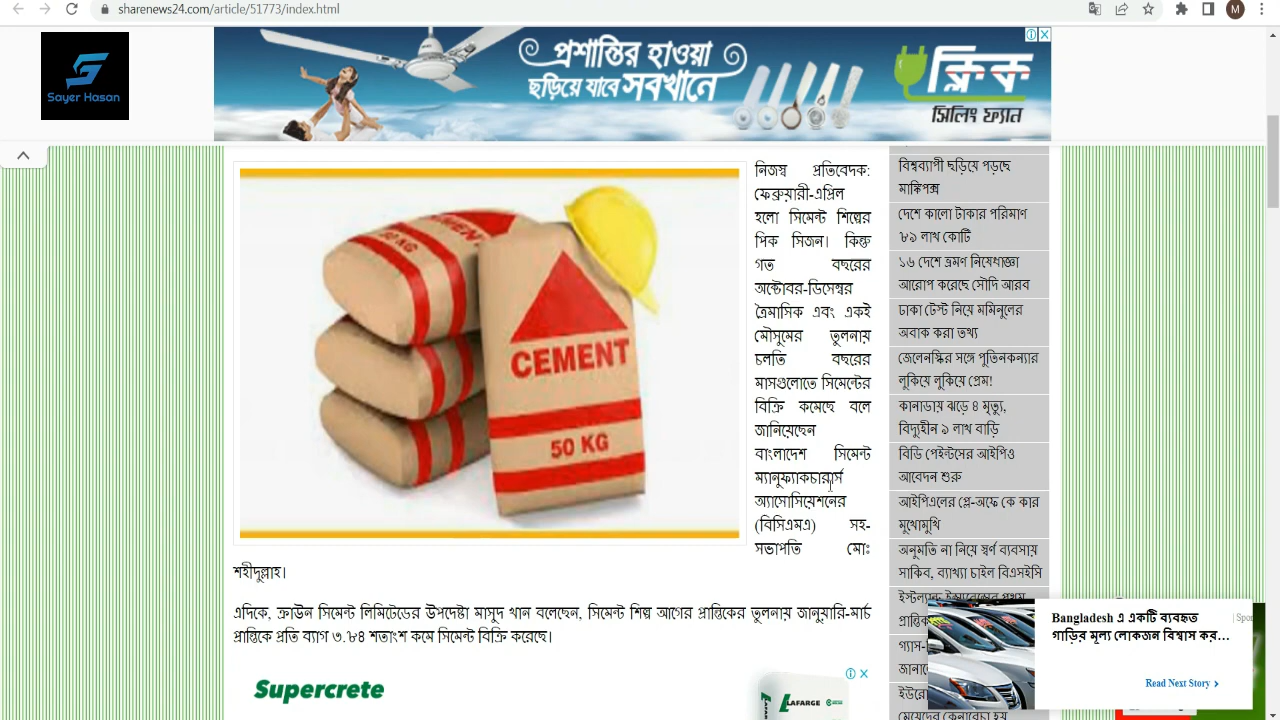 sharenews24.com/article/51773/index.html
M
Sayer Hasan
প্রশান্তির হাওয়া
ছড়িয়ে যাবে সবখানে
ক্লিক
সিলিং ফ্যান
CEMENT
50 KG
নিজস্ব প্রতিবেদক:
ফেব্রুয়ারী-এপ্রিল
হলো সিমেন্ট শিল্পের
পিক সিজন। কিন্তু
গত বছরের
অক্টোবর-ডিসেম্বর
ত্রৈমাসিক এবং একই
মৌসুমের তুলনায়
চলতি বছরের
মাসগুলোতে সিমেন্টের
বিক্রি কমেছে বলে
জানিয়েছেন
বাংলাদেশ সিমেন্ট
ম্যানুফ্যাকচারার্স
অ্যাসোসিয়েশনের
(বিসিএমএ) সহ-
সভাপতি মোঃ
শহীদুল্লাহ।
এদিকে, ক্রাউন সিমেন্ট লিমিটেডের উপদেষ্টা মাসুদ খান বলেছেন, সিমেন্ট শিল্প আগের প্রান্তিকের তুলনায় জানুয়ারি-মার্চ
প্রান্তিকে প্রতি ব্যাগ ৩.৮৪ শতাংশ কমে সিমেন্ট বিক্রি করেছে।
Supercrete
LAFARGE
বিশ্বব্যাপী ছড়িয়ে পড়ছে
মাঙ্কিপক্স
দেশে কালো টাকার পরিমাণ
৮৯ লাখ কোটি
১৬ দেশে ভ্রমণ নিষেধাজ্ঞা
আরোপ করেছে সৌদি আরব
ঢাকা টেস্ট নিয়ে মমিনুলের
অবাক করা তথ্য
জেলেনস্কির সঙ্গে পুতিনকন্যার
লুকিয়ে লুকিয়ে প্রেম!
কানাডায় ঝড়ে ৪ মৃত্যু,
বিদ্যুহীন ৯ লাখ বাড়ি
বিডি পেইন্টসের আইপিও
আবেদন শুরু
আইপিএলের প্লে-অফে কে কার
মুখোমুখি
অনুমতি না নিয়ে স্বর্ণ ব্যবসায়
সাকিব, ব্যাখ্যা চাইল বিএসইসি
Bangladesh এ একটি ব্যবহৃত
গাড়ির মূল্য লোকজন বিশ্বাস কর...
Read Next Story